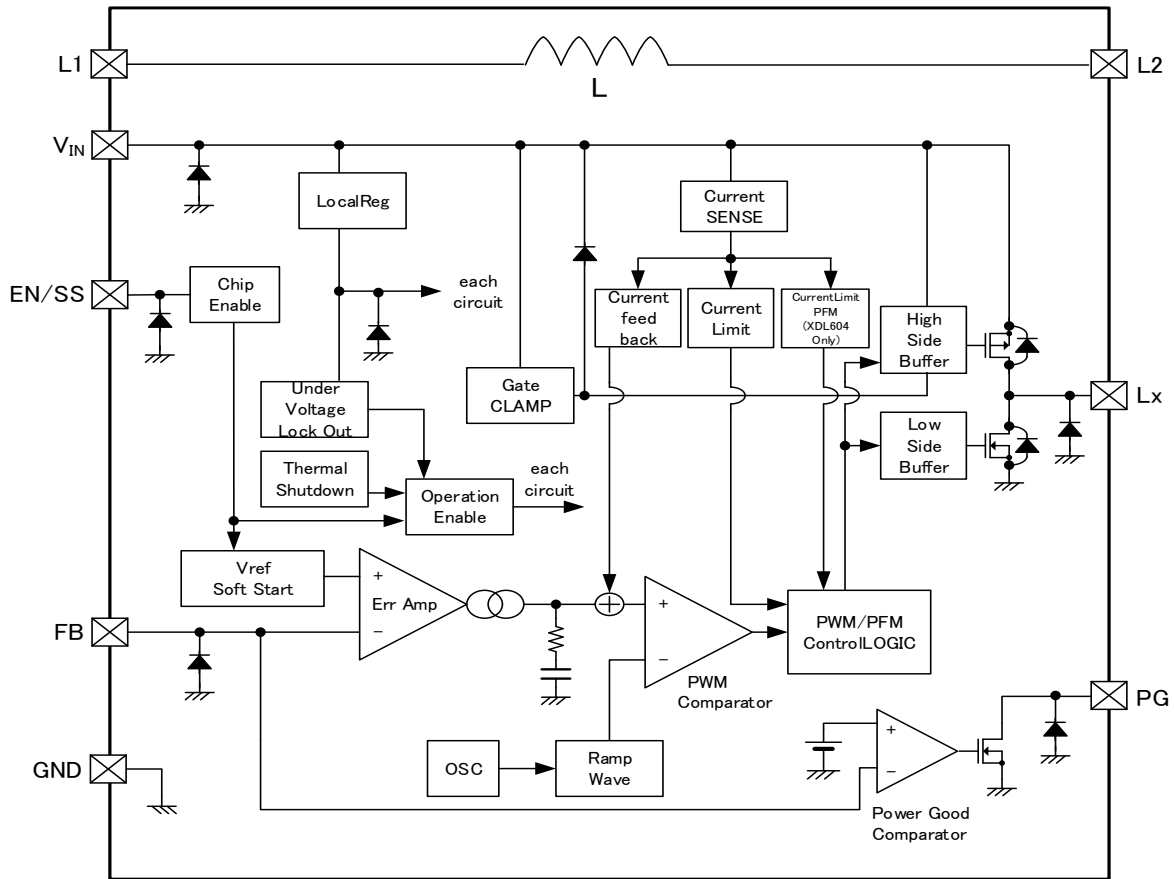 L1
L
L2
VIN
LocalReg
Current
SENSE
EN/SS
Chip
Enable
each
circuit
Current
feed
back
Current
Limit
CurrentLimit
PFM
(XDL604
Only)
High
Side
Buffer
Under
Voltage
Lock Out
Gate
CLAMP
Lx
Low
Side
Buffer
Thermal
Shutdown
Operation
Enable
each
circuit
Vref
Soft Start
+
Err Amp
−
+
+
−
PWM
Comparator
PWM/PFM
ControlLOGIC
FB
PG
GND
OSC
Ramp
Wave
+
−
Power Good
Comparator